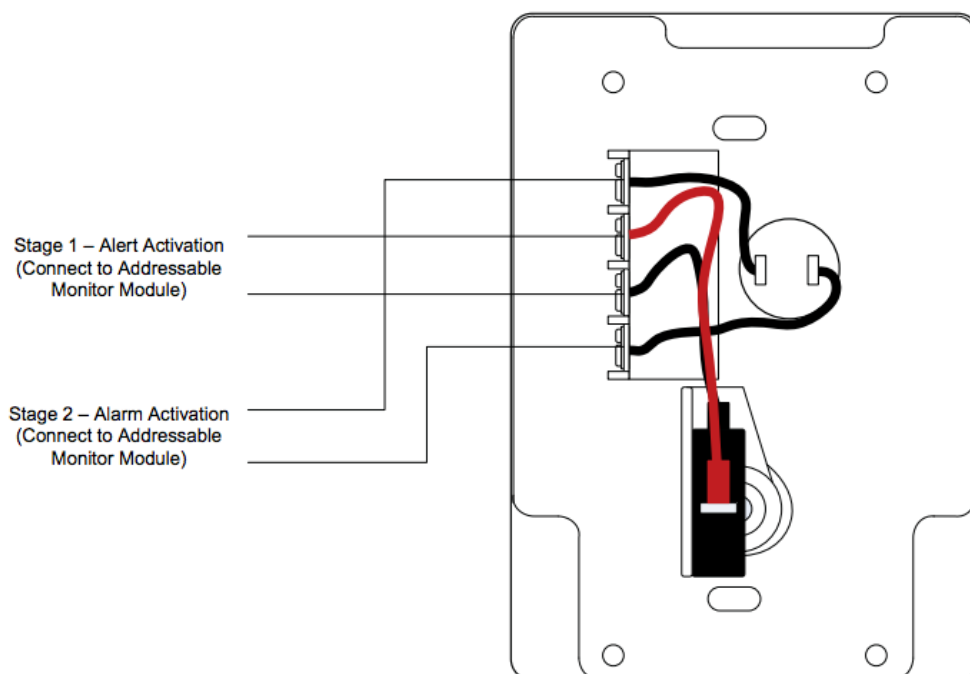 Stage 1 – Alert Activation
(Connect to Addressable
Monitor Module)
Stage 2 – Alarm Activation
(Connect to Addressable
Monitor Module)